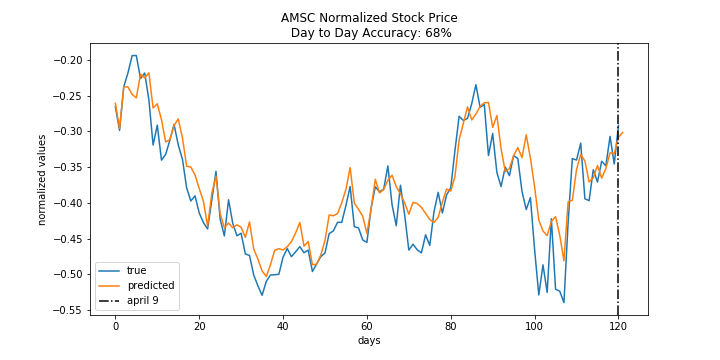 AMSC Normalized Stock Price
Day to Day Accuracy: 68%
normalized values
−0.20
−0.25
−0.30
−0.35
−0.40
−0.45
−0.50
−0.55
true
predicted
april 9
0 20 40 60 80 100 120
days